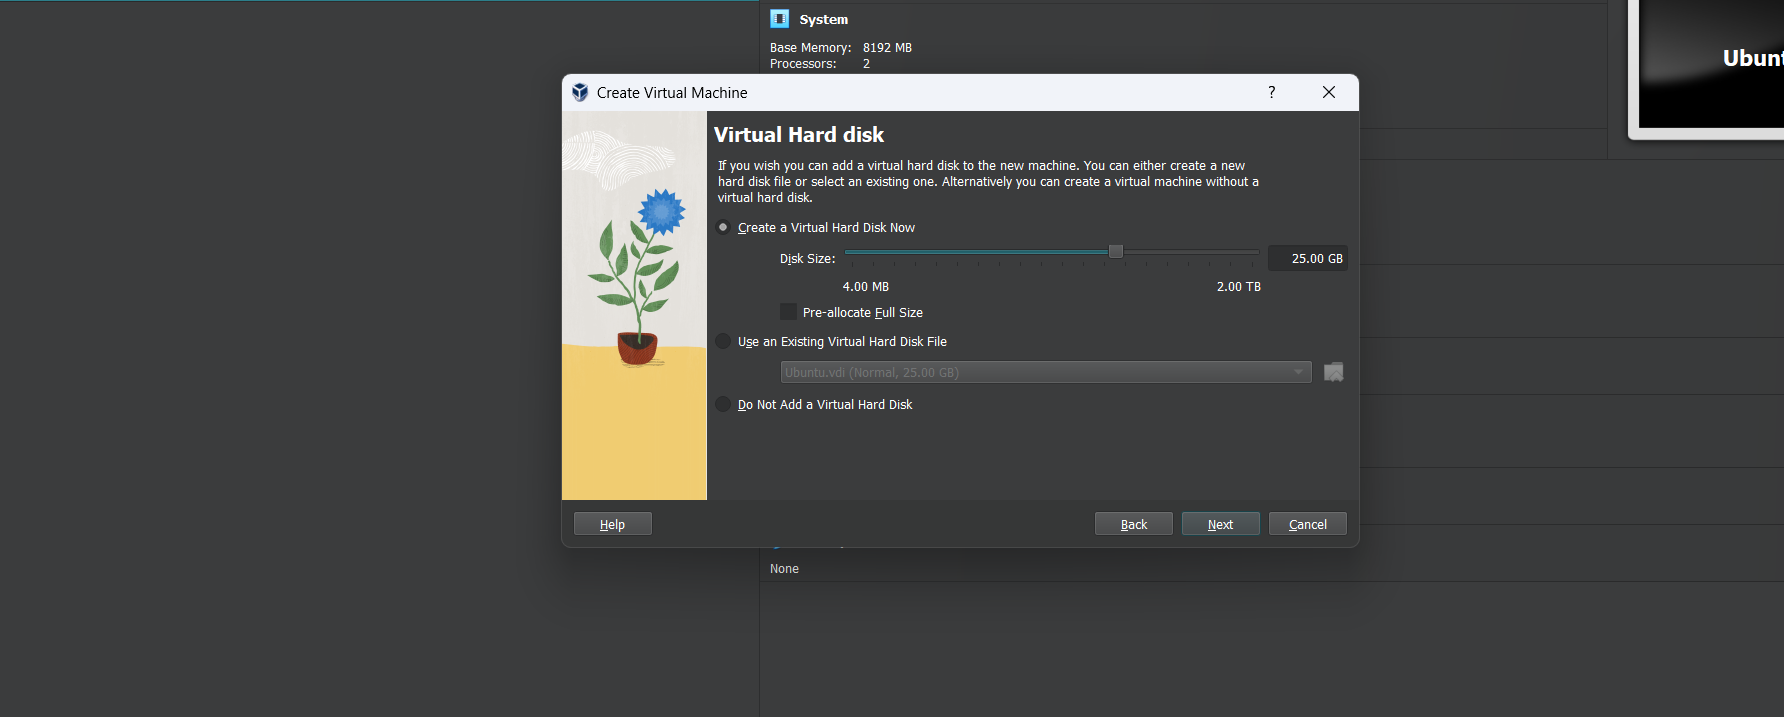 System
Base Memory: 8192 MB
Processors: 2
Create Virtual Machine
?
Virtual Hard disk
If you wish you can add a virtual hard disk to the new machine. You can either create a new
hard disk file or select an existing one. Alternatively you can create a virtual machine without a
virtual hard disk.
Create a Virtual Hard Disk Now
Disk Size: 25.00 GB
4.00 MB 2.00 TB
Pre-allocate Full Size
Use an Existing Virtual Hard Disk File
Ubuntu.vdi (Normal, 25.00 GB)
Do Not Add a Virtual Hard Disk
Help Back Next Cancel
None
Ubunt